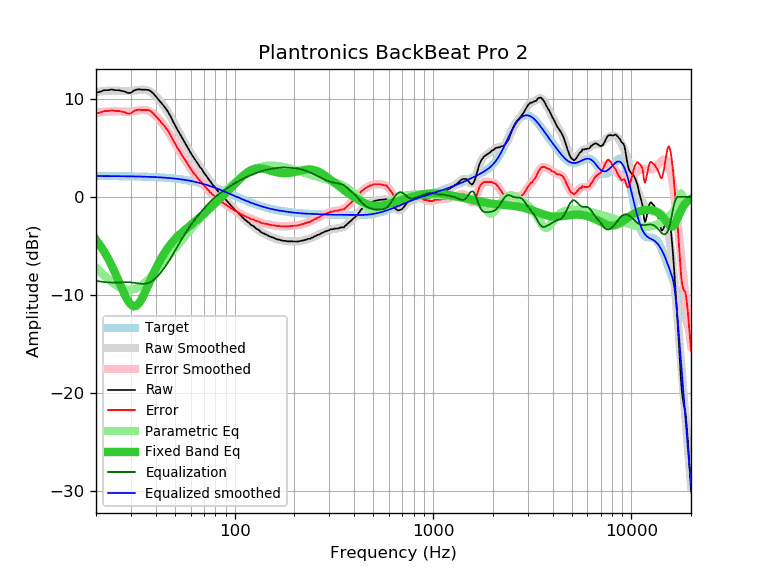 Plantronics BackBeat Pro 2
10
0
−10
−20
−30
Amplitude (dBr)
Target
Raw Smoothed
Error Smoothed
Raw
Error
Parametric Eq
Fixed Band Eq
Equalization
Equalized smoothed
100
1000
10000
Frequency (Hz)